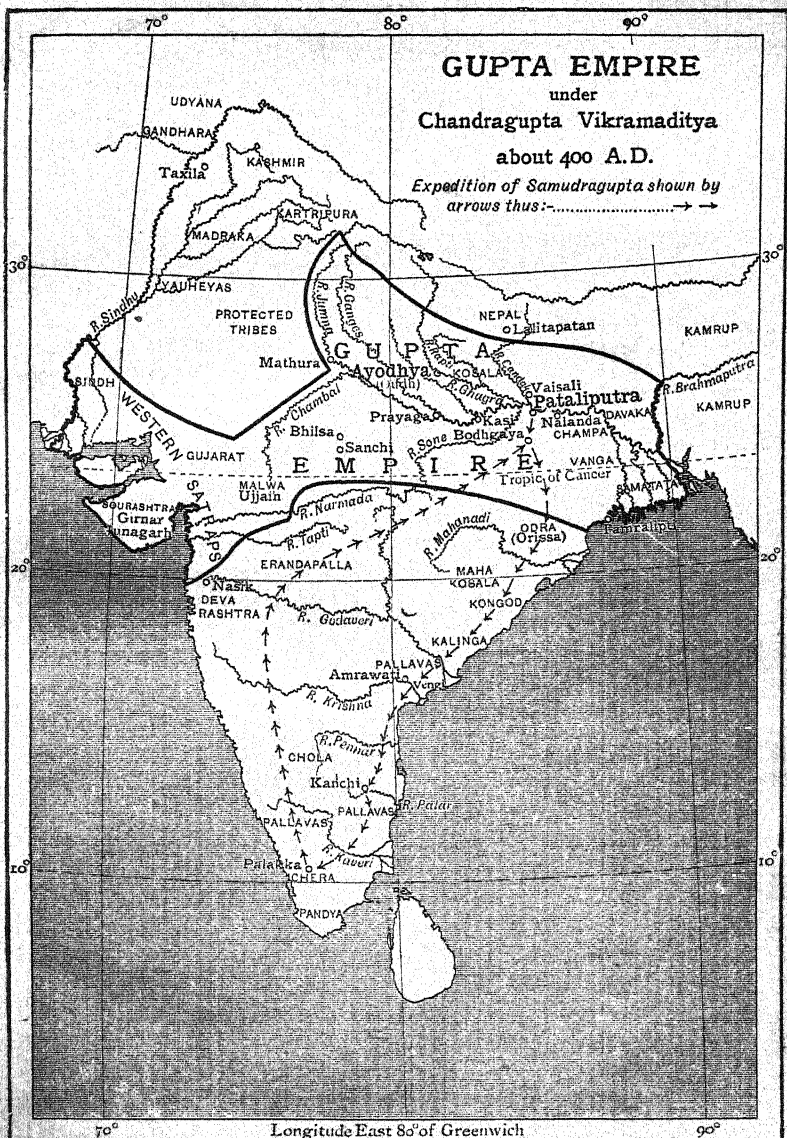 70°
80°
90°
GUPTA EMPIRE
under
Chandragupta Vikramaditya
about 400 A.D.
Expedition of Samudragupta shown by
arrows thus:-
UDYANA
GANDHARA
KASHMIR
Taxila
KARTRIPURA
MADRAKA
30°
30°
YAUHEYAS
R. Sindhu
PROTECTED
TRIBES
R. Jumna
R. Ganges
NEPAL
Lalitapatan
KAMRUP
GUPTA
Mathura
Ayodhya
(Oudh)
KOSALA
R. Rapti
R. Gandak
R. Ghugra
Vaisali
Pataliputra
R. Brahmaputra
KAMRUP
SINDH
R. Chambal
Prayaga
Kasi
Nalanda
DAVAKA
WESTERN SATRAPS
Bhilsa
Sanchi
R. Sone
Bodhgaya
CHAMPA
GUJARAT
EMPIRE
VANGA
MALWA
Ujjain
Tropic of Cancer
SAMATATA
SOURASHTRA
Girnar
Junagarh
R. Narmada
Tamralipti
R. Tapti
R. Mahanadi
ODRA
(Orissa)
20°
20°
ERANDAPALLA
MAHA
KOSALA
Nasik
DEVA
RASHTRA
KONGOD
R. Godaveri
KALINGA
PALLAVAS
Amrawati
Vengi
R. Krishna
R. Pennar
CHOLA
Kanchi
PALLAVAS
R. Palar
PALLAVAS
R. Kaveri
10°
10°
Palakka
CHERA
PANDYA
70°
Longitude East 80° of Greenwich
90°